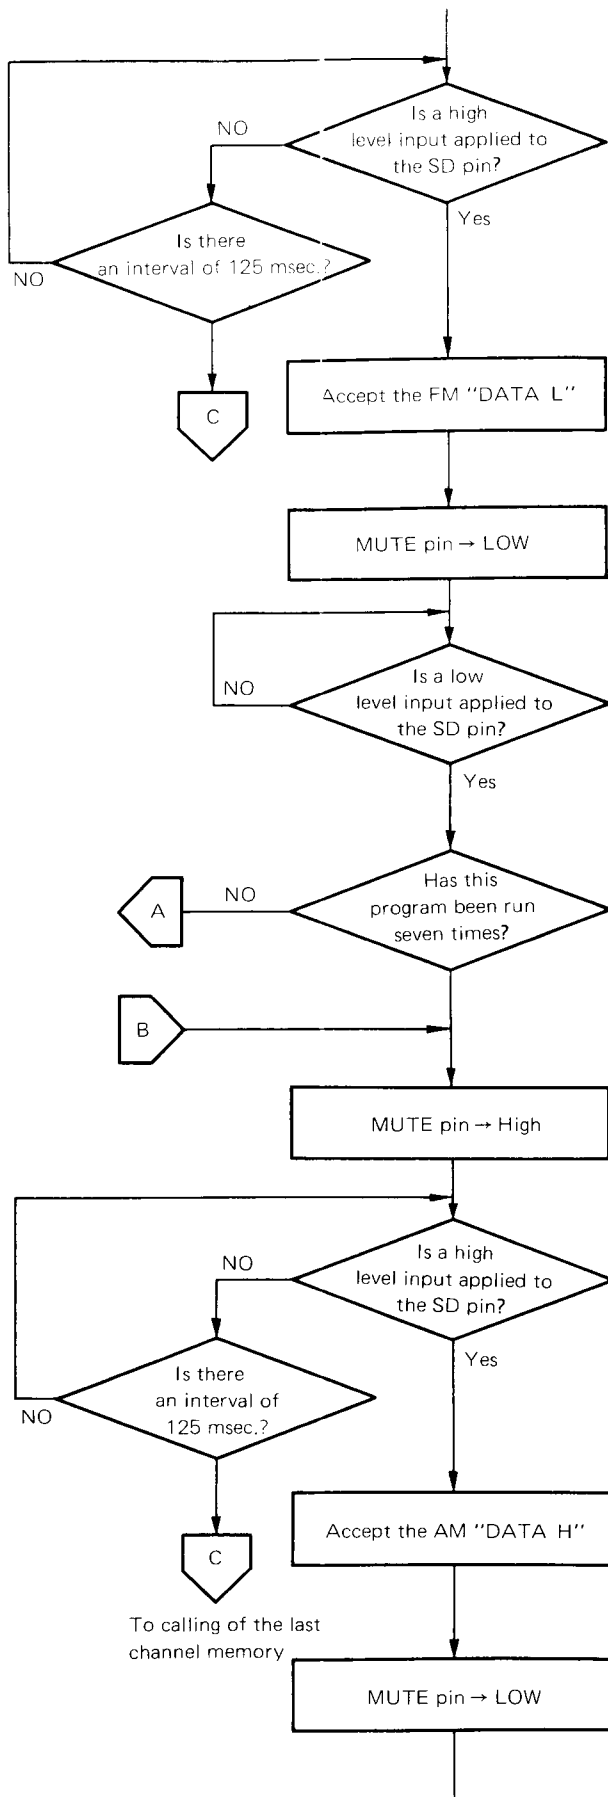 Is a high
level input applied to
the SD pin?
NO
Yes
Is there
an interval of 125 msec.?
NO
C
Accept the FM "DATA L"
MUTE pin → LOW
Is a low
level input applied to
the SD pin?
NO
Yes
Has this
program been run
seven times?
NO
A
B
MUTE pin → High
Is a high
level input applied to
the SD pin?
NO
Yes
Is there
an interval of
125 msec.?
NO
C
Accept the AM "DATA H"
To calling of the last
channel memory
MUTE pin → LOW